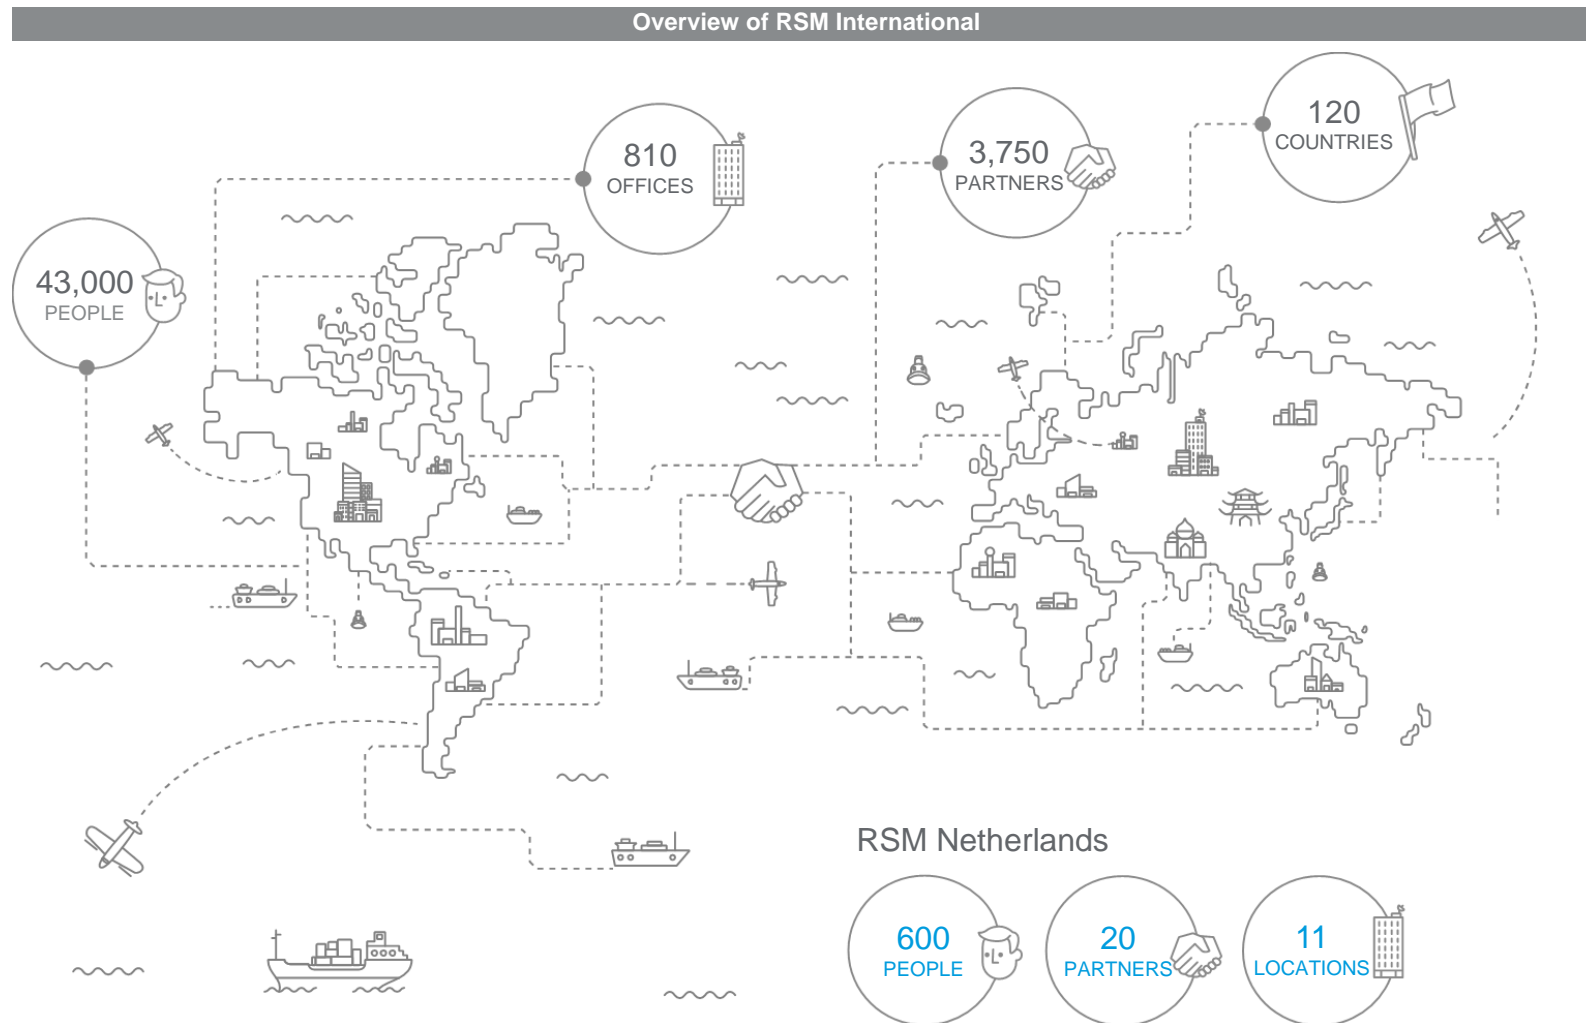 Overview of RSM International
120
COUNTRIES
810
OFFICES
3,750
PARTNERS
43,000
PEOPLE
RSM Netherlands
600
PEOPLE
20
PARTNERS
11
LOCATIONS